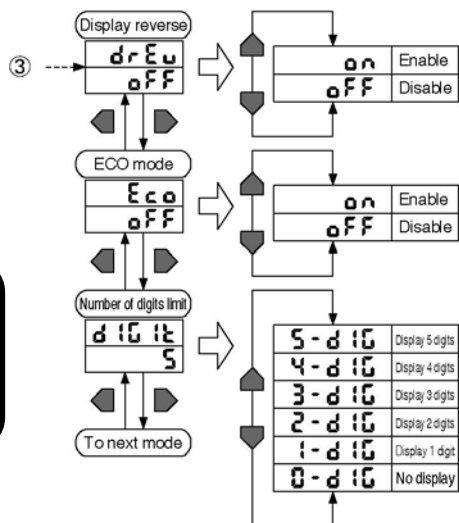 Display reverse
③
drEv
oFF
on Enable
oFF Disable
ECO mode
Eco
oFF
on Enable
oFF Disable
Number of digits limit
dIGIt
5
5-dIG Display 5 digits
4-dIG Display 4 digits
3-dIG Display 3 digits
2-dIG Display 2 digits
1-dIG Display 1 digit
0-dIG No display
To next mode